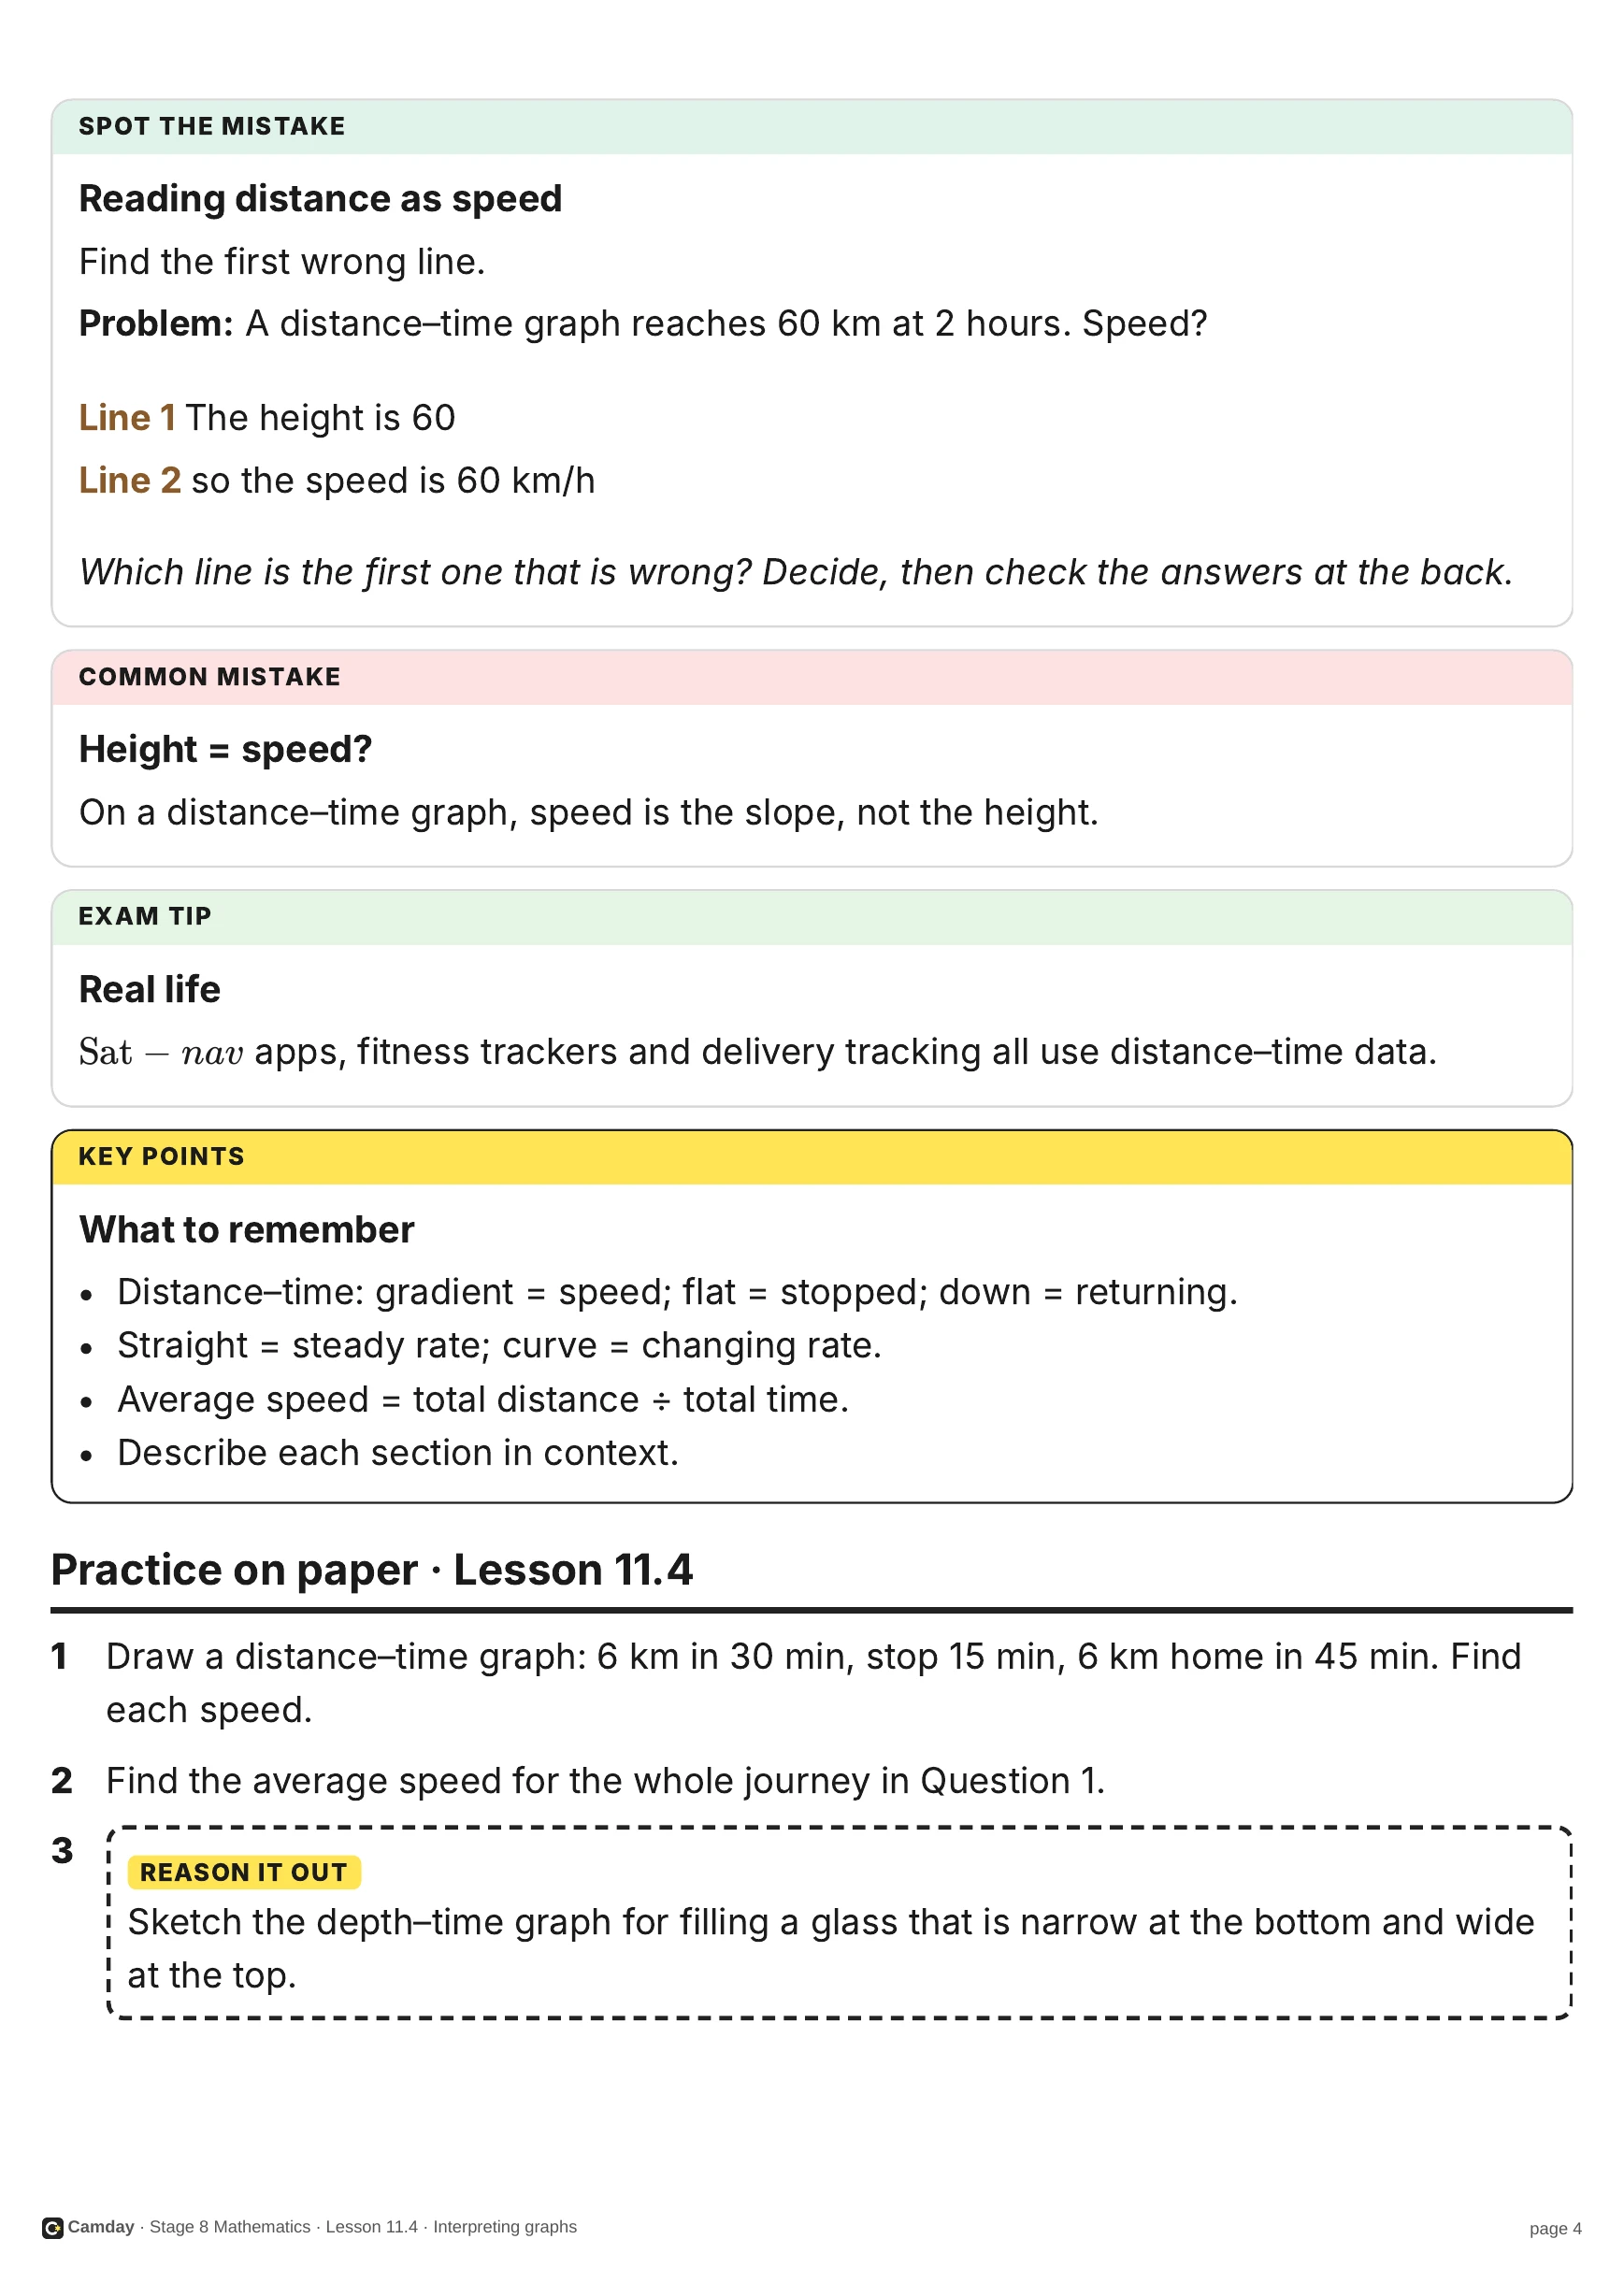 SPOT THE MISTAKE
Reading distance as speed
Find the first wrong line.
Problem: A distance–time graph reaches 60 km at 2 hours. Speed?
Line 1 The height is 60
Line 2 so the speed is 60 km/h
Which line is the first one that is wrong? Decide, then check the answers at the back.
COMMON MISTAKE
Height = speed?
On a distance–time graph, speed is the slope, not the height.
EXAM TIP
Real life
Sat − nav apps, fitness trackers and delivery tracking all use distance–time data.
KEY POINTS
What to remember
• Distance–time: gradient = speed; flat = stopped; down = returning.
• Straight = steady rate; curve = changing rate.
• Average speed = total distance ÷ total time.
• Describe each section in context.
Practice on paper · Lesson 11.4
1 Draw a distance–time graph: 6 km in 30 min, stop 15 min, 6 km home in 45 min. Find
each speed.
2 Find the average speed for the whole journey in Question 1.
3
REASON IT OUT
Sketch the depth–time graph for filling a glass that is narrow at the bottom and wide
at the top.
Camday · Stage 8 Mathematics · Lesson 11.4 · Interpreting graphs
page 4